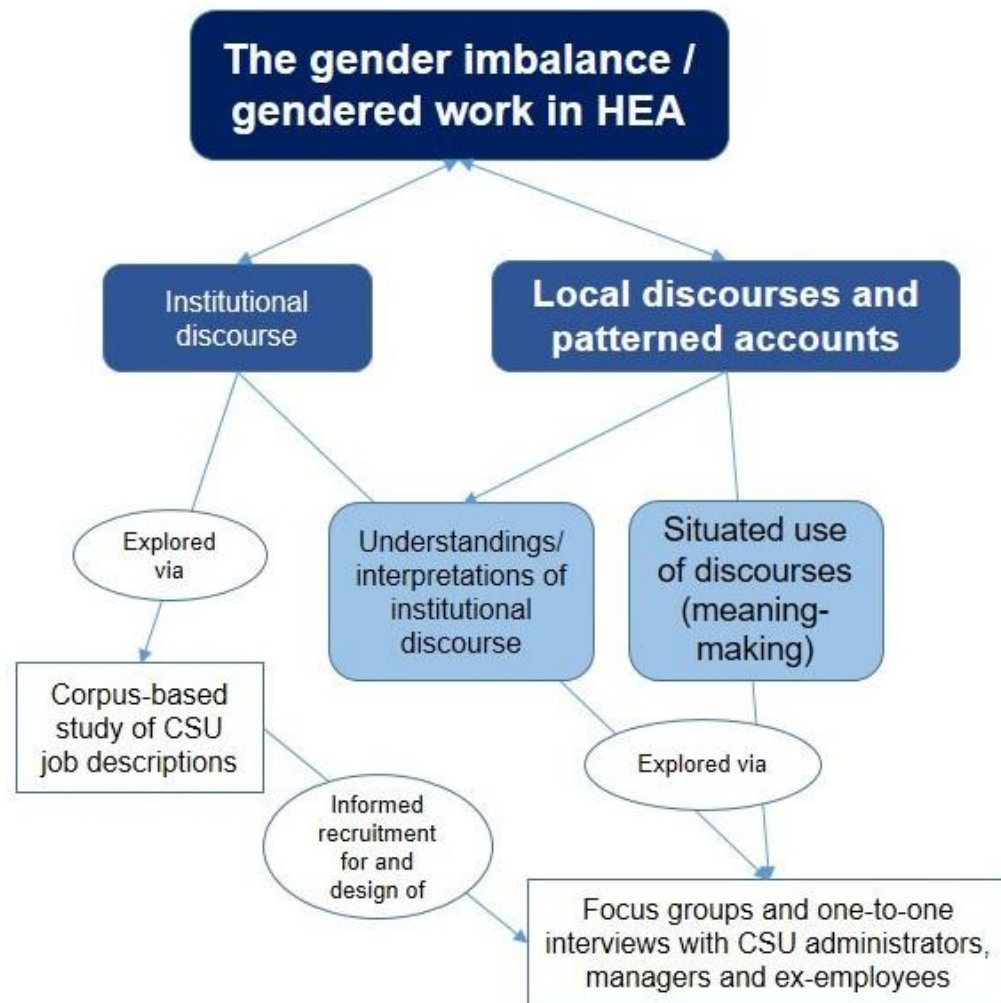 The gender imbalance /
gendered work in HEA
Institutional
discourse
Local discourses and
patterned accounts
Explored
via
Understandings/
interpretations of
institutional
discourse
Situated use
of discourses
(meaning-
making)
Corpus-based
study of CSU
job descriptions
Explored via
Informed
recruitment
for and
design of
Focus groups and one-to-one
interviews with CSU administrators,
managers and ex-employees